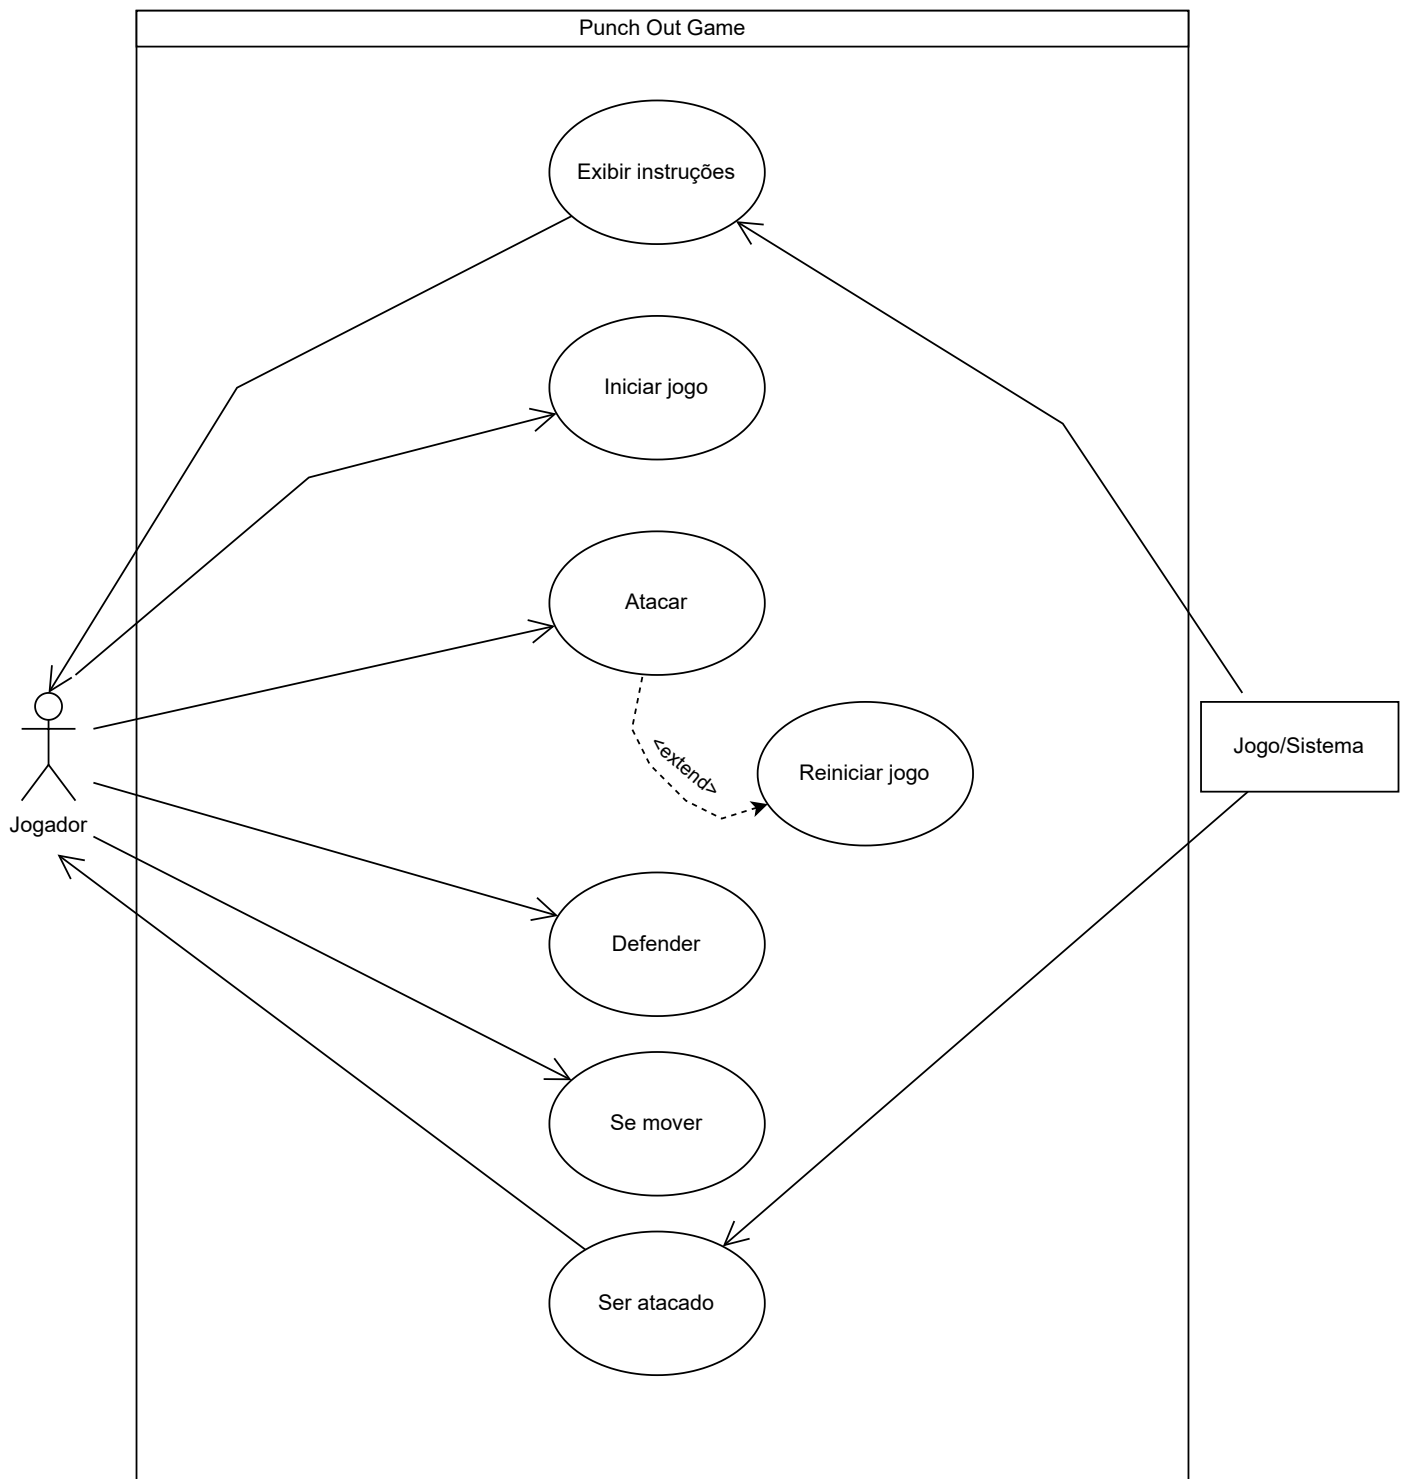 Punch Out Game
Exibir instruções
Iniciar jogo
Atacar
<extend>
Reiniciar jogo
Jogo/Sistema
Jogador
Defender
Se mover
Ser atacado